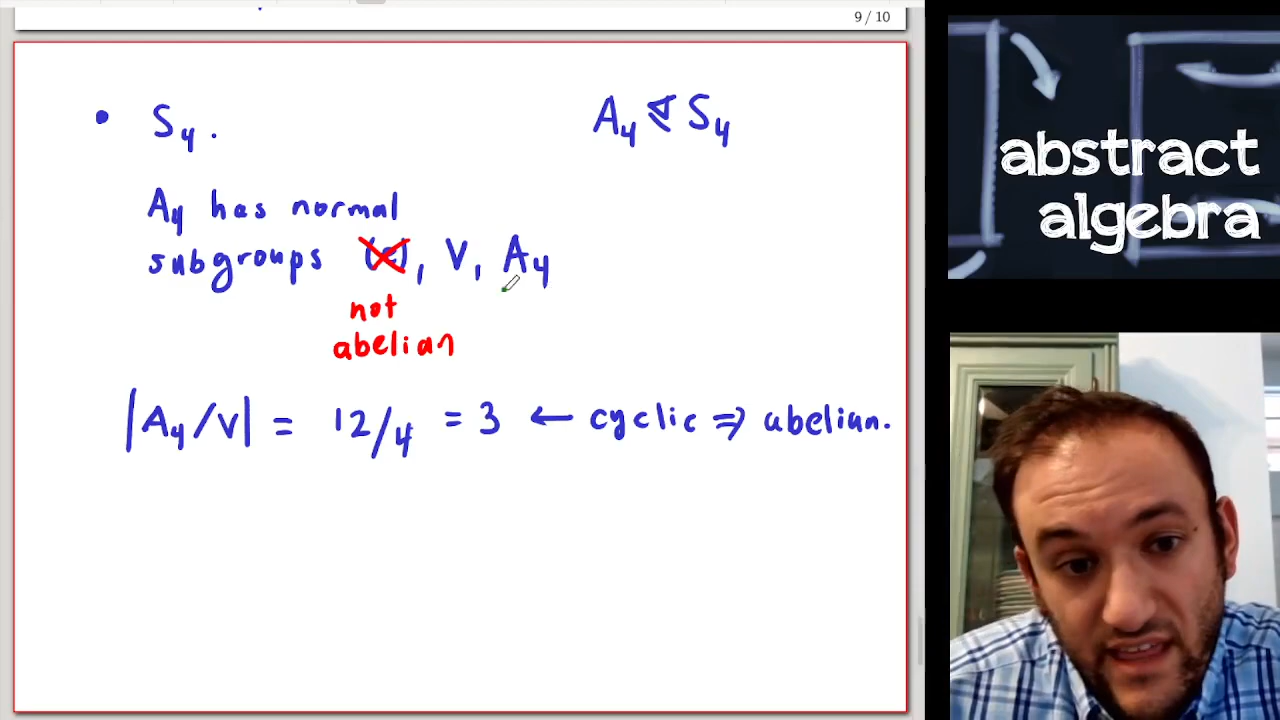 9 / 10
• S₄.
A₄ ⊴ S₄
A₄ has normal
subgroups (e), V, A₄
not
abelian
|A₄/V| = 12/4 = 3 ← cyclic ⇒ abelian.
abstract
algebra